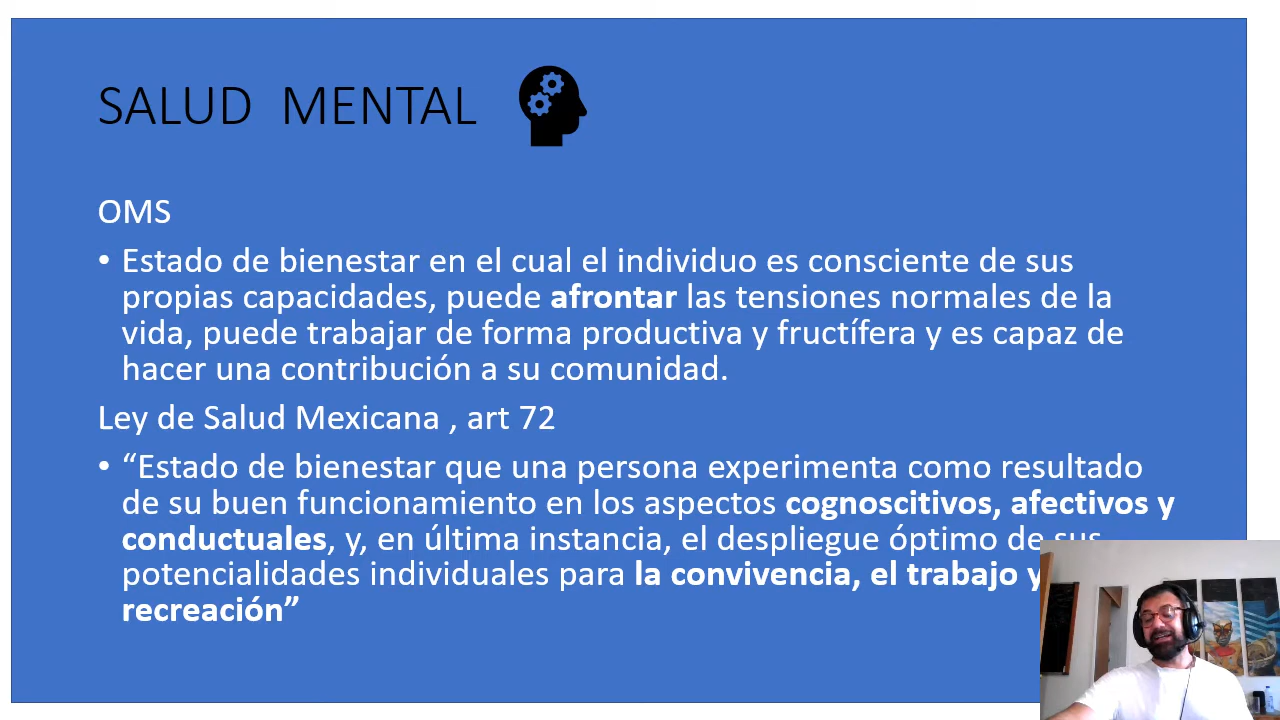 SALUD MENTAL
OMS
• Estado de bienestar en el cual el individuo es consciente de sus
propias capacidades, puede afrontar las tensiones normales de la
vida, puede trabajar de forma productiva y fructífera y es capaz de
hacer una contribución a su comunidad.
Ley de Salud Mexicana , art 72
• “Estado de bienestar que una persona experimenta como resultado
de su buen funcionamiento en los aspectos cognoscitivos, afectivos y
conductuales, y, en última instancia, el despliegue óptimo de sus
potencialidades individuales para la convivencia, el trabajo y
recreación”